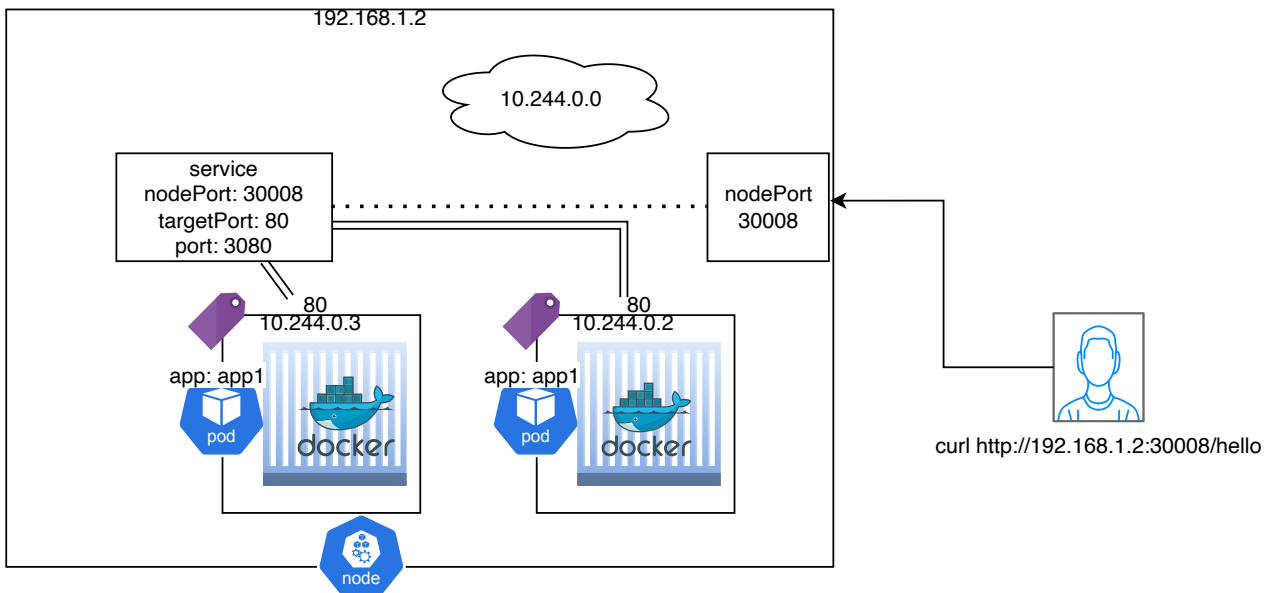 192.168.1.2
10.244.0.0
service
nodePort: 30008
targetPort: 80
port: 3080
nodePort
30008
80
10.244.0.3
80
10.244.0.2
app: app1
app: app1
pod
docker
pod
docker
curl http://192.168.1.2:30008/hello
node